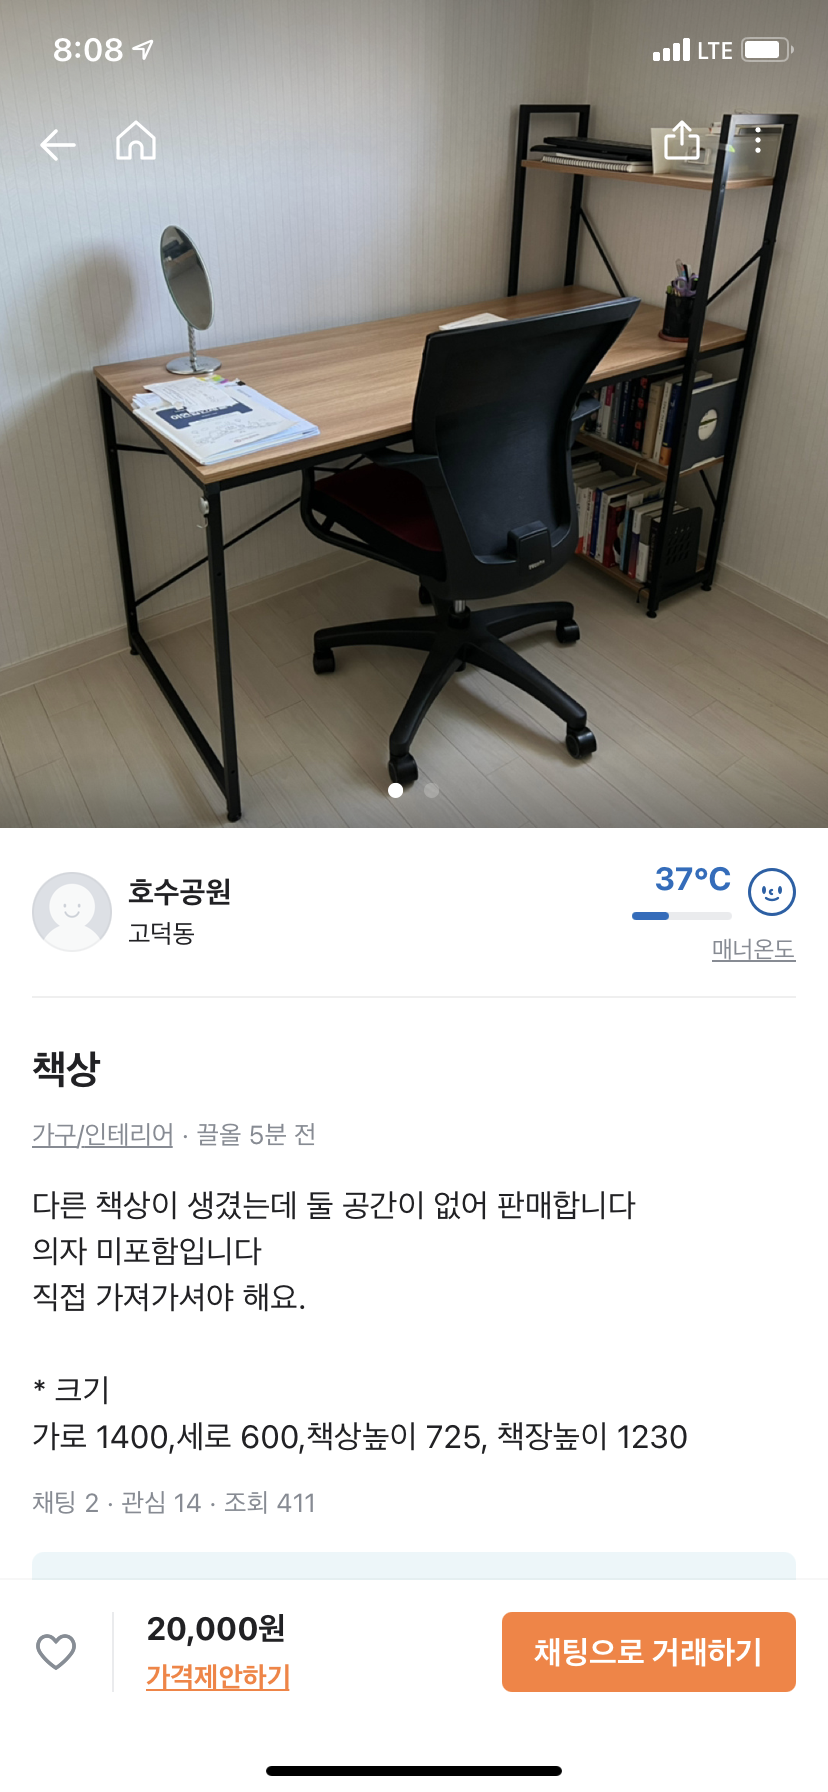 8:08
LTE
호수공원
고덕동
37°C
매너온도
책상
가구/인테리어 · 끌올 5분 전
다른 책상이 생겼는데 둘 공간이 없어 판매합니다
의자 미포함입니다
직접 가져가셔야 해요.
* 크기
가로 1400,세로 600,책상높이 725, 책장높이 1230
채팅 2 · 관심 14 · 조회 411
20,000원
가격제안하기
채팅으로 거래하기